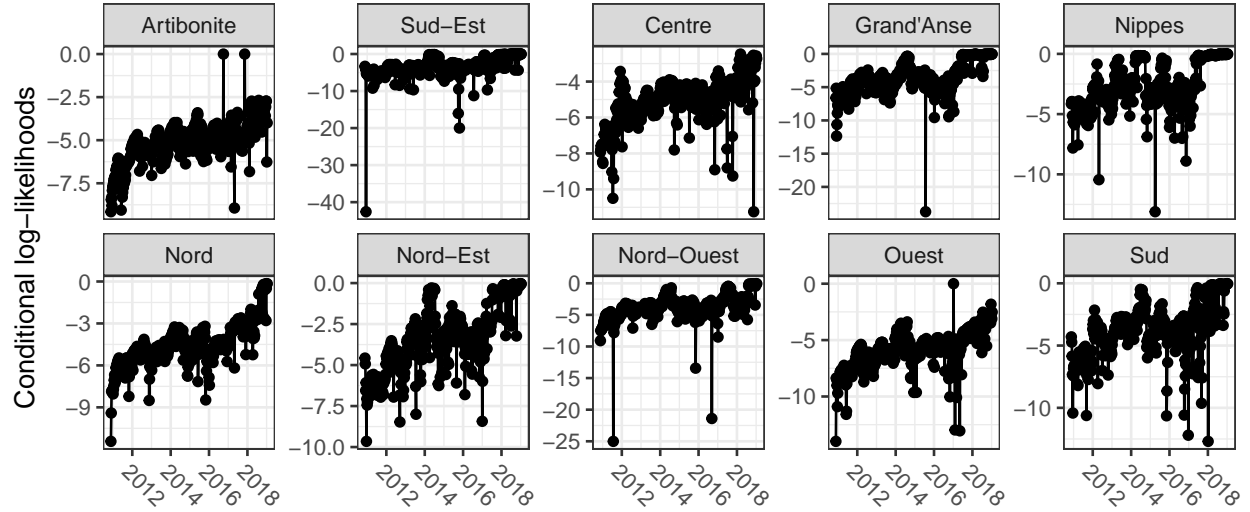 Conditional log−likelihoods
Artibonite
0.0
−2.5
−5.0
−7.5
Sud−Est
0
−10
−20
−30
−40
Centre
−4
−6
−8
−10
Grand'Anse
0
−5
−10
−15
−20
Nippes
0
−5
−10
Nord
0
−3
−6
−9
2012 2014 2016 2018
Nord−Est
0.0
−2.5
−5.0
−7.5
−10.0
2012 2014 2016 2018
Nord−Ouest
0
−5
−10
−15
−20
−25
2012 2014 2016 2018
Ouest
0
−5
−10
2012 2014 2016 2018
Sud
0
−5
−10
2012 2014 2016 2018